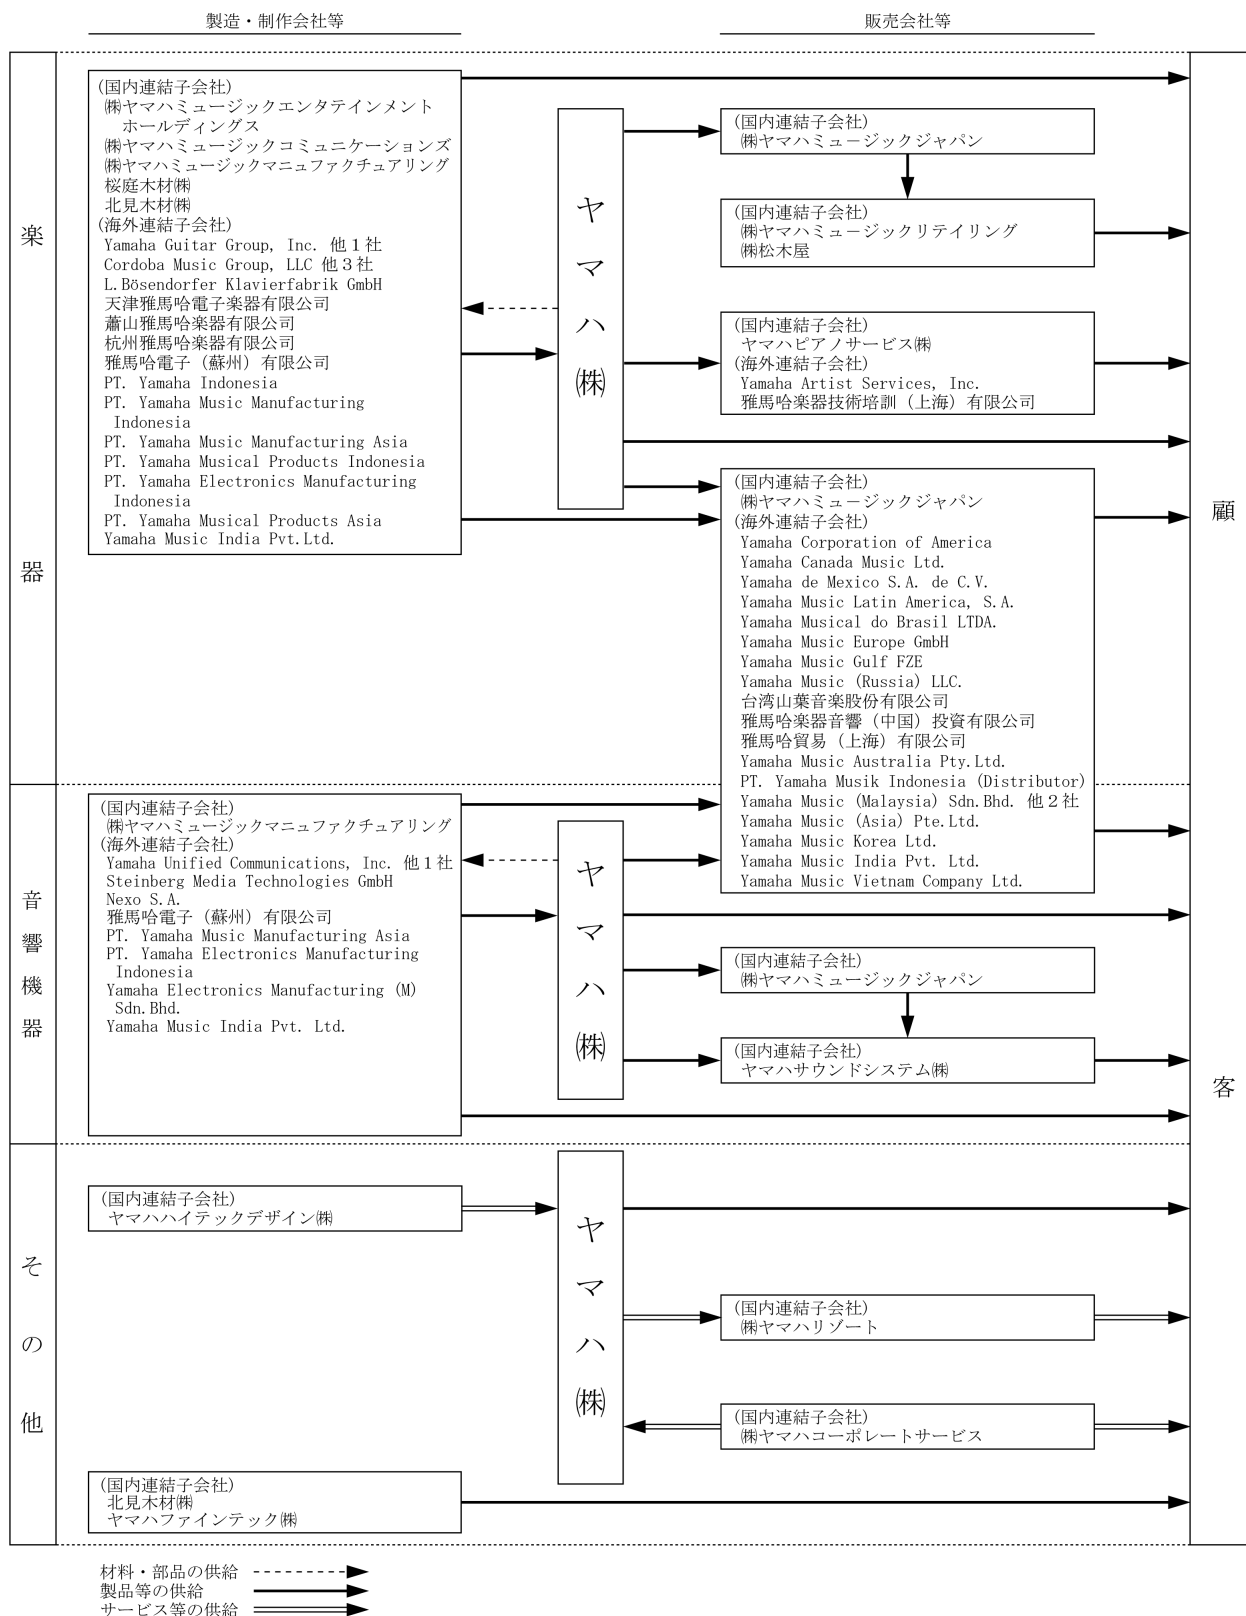 製造・制作会社等
販売会社等
楽器
(国内連結子会社)
㈱ヤマハミュージックエンタテインメント
ホールディングス
㈱ヤマハミュージックコミュニケーションズ
㈱ヤマハミュージックマニュファクチュアリング
桜庭木材㈱
北見木材㈱
(海外連結子会社)
Yamaha Guitar Group, Inc. 他1社
Cordoba Music Group, LLC 他3社
L.Bösendorfer Klavierfabrik GmbH
天津雅馬哈電子楽器有限公司
蕭山雅馬哈楽器有限公司
杭州雅馬哈楽器有限公司
雅馬哈電子（蘇州）有限公司
PT. Yamaha Indonesia
PT. Yamaha Music Manufacturing
Indonesia
PT. Yamaha Music Manufacturing Asia
PT. Yamaha Musical Products Indonesia
PT. Yamaha Electronics Manufacturing
Indonesia
PT. Yamaha Musical Products Asia
Yamaha Music India Pvt.Ltd.
ヤマハ㈱
(国内連結子会社)
㈱ヤマハミュージックジャパン
(国内連結子会社)
㈱ヤマハミュージックリテイリング
㈱松木屋
(国内連結子会社)
ヤマハピアノサービス㈱
(海外連結子会社)
Yamaha Artist Services, Inc.
雅馬哈楽器技術培訓（上海）有限公司
(国内連結子会社)
㈱ヤマハミュージックジャパン
(海外連結子会社)
Yamaha Corporation of America
Yamaha Canada Music Ltd.
Yamaha de Mexico S.A. de C.V.
Yamaha Music Latin America, S.A.
Yamaha Musical do Brasil LTDA.
Yamaha Music Europe GmbH
Yamaha Music Gulf FZE
Yamaha Music (Russia) LLC.
台湾山葉音楽股份有限公司
雅馬哈楽器音響（中国）投資有限公司
雅馬哈貿易（上海）有限公司
Yamaha Music Australia Pty.Ltd.
PT. Yamaha Musik Indonesia (Distributor)
Yamaha Music (Malaysia) Sdn.Bhd. 他2社
Yamaha Music (Asia) Pte.Ltd.
Yamaha Music Korea Ltd.
Yamaha Music India Pvt. Ltd.
Yamaha Music Vietnam Company Ltd.
顧客
音響機器
(国内連結子会社)
㈱ヤマハミュージックマニュファクチュアリング
(海外連結子会社)
Yamaha Unified Communications, Inc. 他1社
Steinberg Media Technologies GmbH
Nexo S.A.
雅馬哈電子（蘇州）有限公司
PT. Yamaha Music Manufacturing Asia
PT. Yamaha Electronics Manufacturing
Indonesia
Yamaha Electronics Manufacturing (M)
Sdn.Bhd.
Yamaha Music India Pvt. Ltd.
ヤマハ㈱
(国内連結子会社)
㈱ヤマハミュージックジャパン
(国内連結子会社)
ヤマハサウンドシステム㈱
その他
(国内連結子会社)
ヤマハハイテックデザイン㈱
ヤマハ㈱
(国内連結子会社)
㈱ヤマハリゾート
(国内連結子会社)
㈱ヤマハコーポレートサービス
(国内連結子会社)
北見木材㈱
ヤマハファインテック㈱
材料・部品の供給
製品等の供給
サービス等の供給